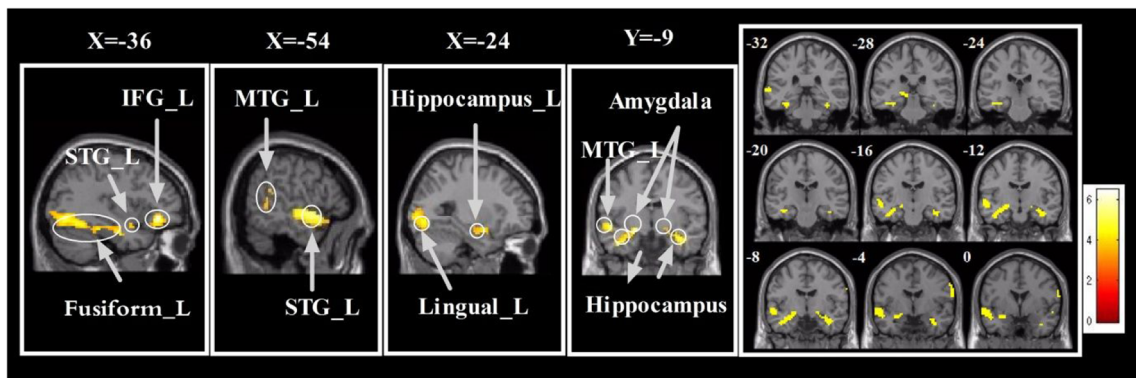 X=-36
X=-54
X=-24
Y=-9
IFG_L
STG_L
Fusiform_L
MTG_L
STG_L
Hippocampus_L
Lingual_L
Amygdala
MTG_L
Hippocampus
-32
-28
-24
-20
-16
-12
-8
-4
0
6
4
2
0